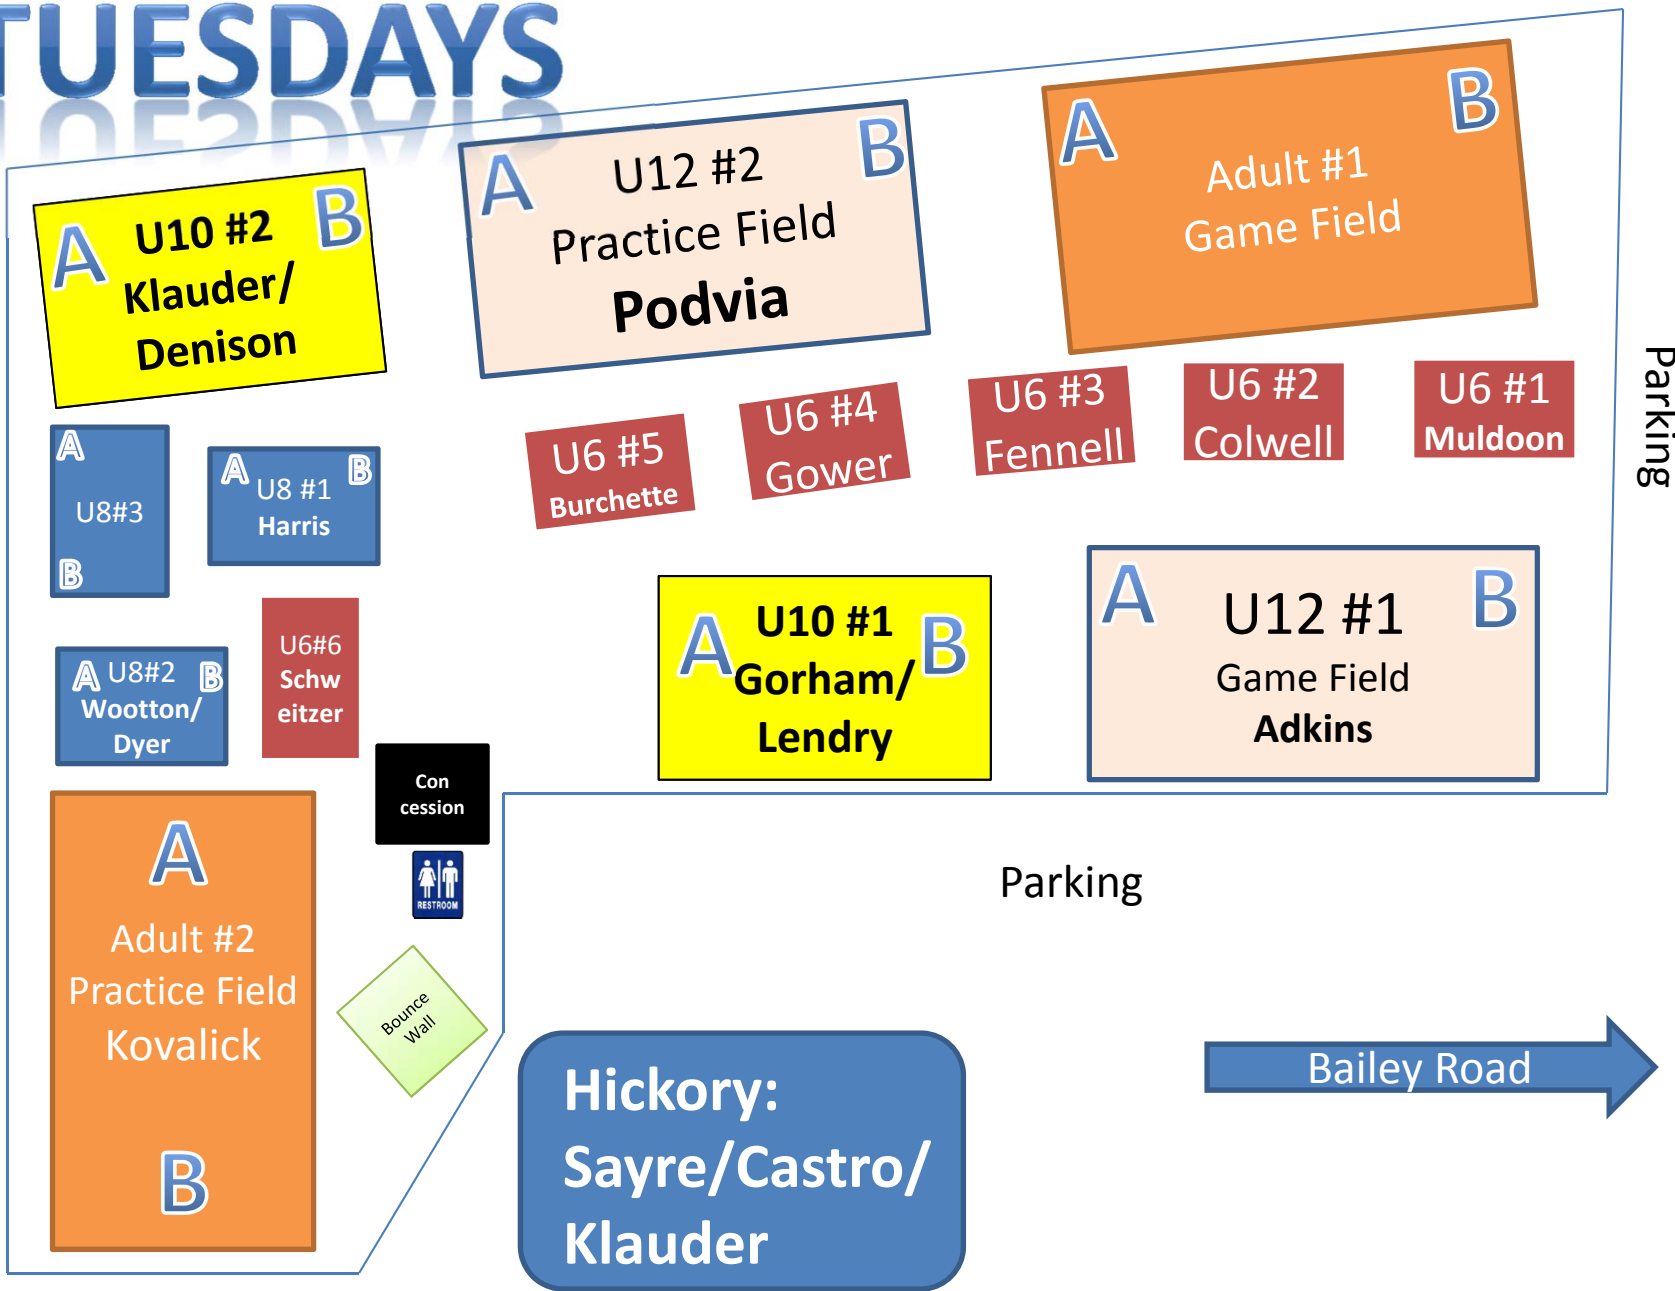 TUESDAYS
A
U10 #2
B
Klauder/
Denison
A
U12 #2
B
Practice Field
Podvia
A
B
Adult #1
Game Field
Parking
A
U8#3
B
A
U8 #1
B
Harris
U6 #5
Burchette
U6 #4
Gower
U6 #3
Fennell
U6 #2
Colwell
U6 #1
Muldoon
A
U8#2
B
Wootton/
Dyer
U6#6
Schw
eitzer
A
U10 #1
B
Gorham/
Lendry
A
U12 #1
B
Game Field
Adkins
Con
cession
RESTROOM
A
Adult #2
Practice Field
Kovalick
B
Bounce
Wall
Parking
Hickory:
Sayre/Castro/
Klauder
Bailey Road